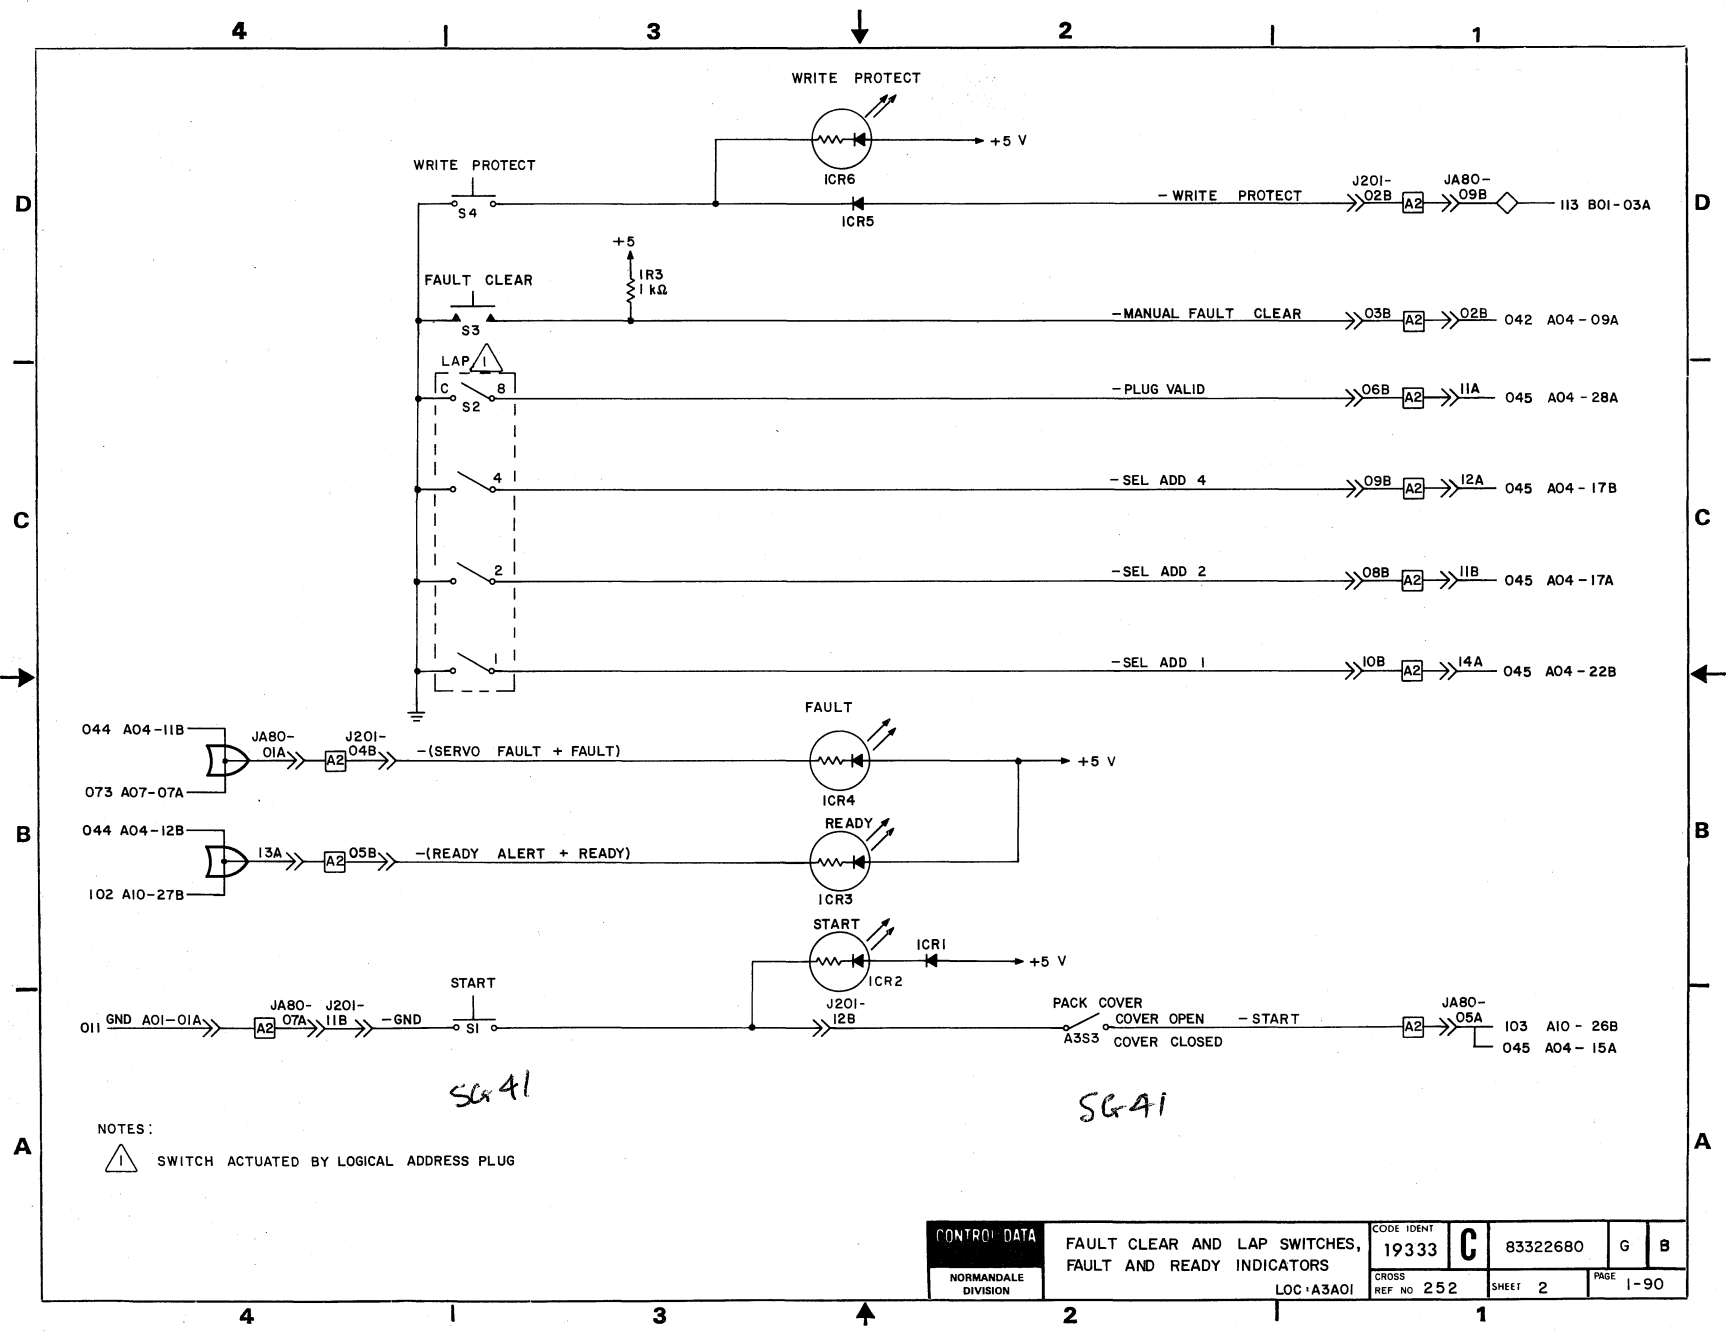 4 3 2 1
WRITE PROTECT
+5 V
ICR6
WRITE PROTECT
S4
ICR5
-WRITE PROTECT
J201-
02B
A2
JA80-
09B
113 B01-03A
D D
+5
1R3
1 kΩ
FAULT CLEAR
S3
-MANUAL FAULT CLEAR
03B A2 02B 042 A04-09A
LAP 1
C 8
S2
-PLUG VALID
06B A2 11A 045 A04-28A
4
-SEL ADD 4
09B A2 12A 045 A04-17B
C C
2
-SEL ADD 2
08B A2 11B 045 A04-17A
1
-SEL ADD 1
10B A2 14A 045 A04-22B
FAULT
044 A04-11B
JA80-
01A
A2
J201-
04B
-(SERVO FAULT + FAULT)
+5 V
073 A07-07A
ICR4
B B
044 A04-12B
READY
13A A2 05B -(READY ALERT + READY)
102 A10-27B
ICR3
START
ICR1
+5 V
ICR2
START
011 GND A01-01A
A2
JA80-
07A
J201-
11B
-GND
S1
J201-
12B
PACK COVER
COVER OPEN
A3S3
COVER CLOSED
-START
A2
JA80-
05A
103 A10-26B
045 A04-15A
SG41
SG41
A A
NOTES:
1 SWITCH ACTUATED BY LOGICAL ADDRESS PLUG
CONTROL DATA
NORMANDALE
DIVISION
FAULT CLEAR AND LAP SWITCHES,
FAULT AND READY INDICATORS
LOC:A3A01
CODE IDENT
19333
C
83322680
G
B
CROSS
REF NO 252
SHEET 2
PAGE 1-90
4 3 2 1